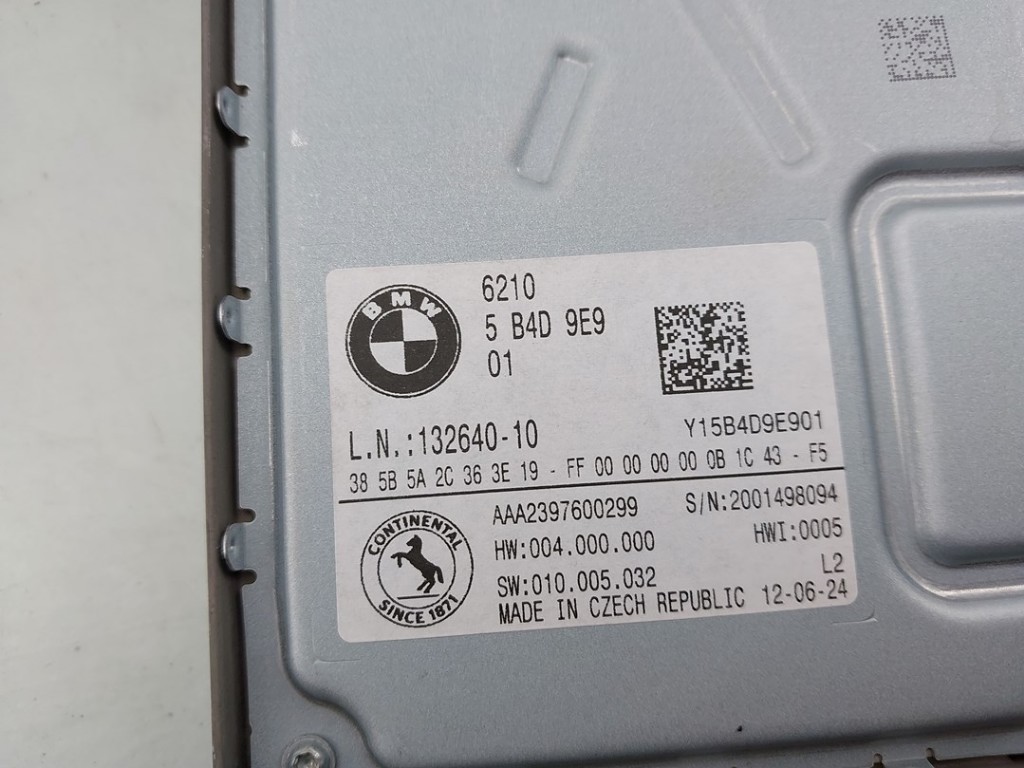 BMW
6210
5 B4D 9E9
01
L.N.:132640-10
Y15B4D9E901
38 5B 5A 2C 36 3E 19 - FF 00 00 00 00 0B 1C 43 - F5
CONTINENTAL
SINCE 1871
AAA2397600299
S/N:2001498094
HW:004.000.000
HWI:0005
SW:010.005.032
L2
MADE IN CZECH REPUBLIC 12-06-24